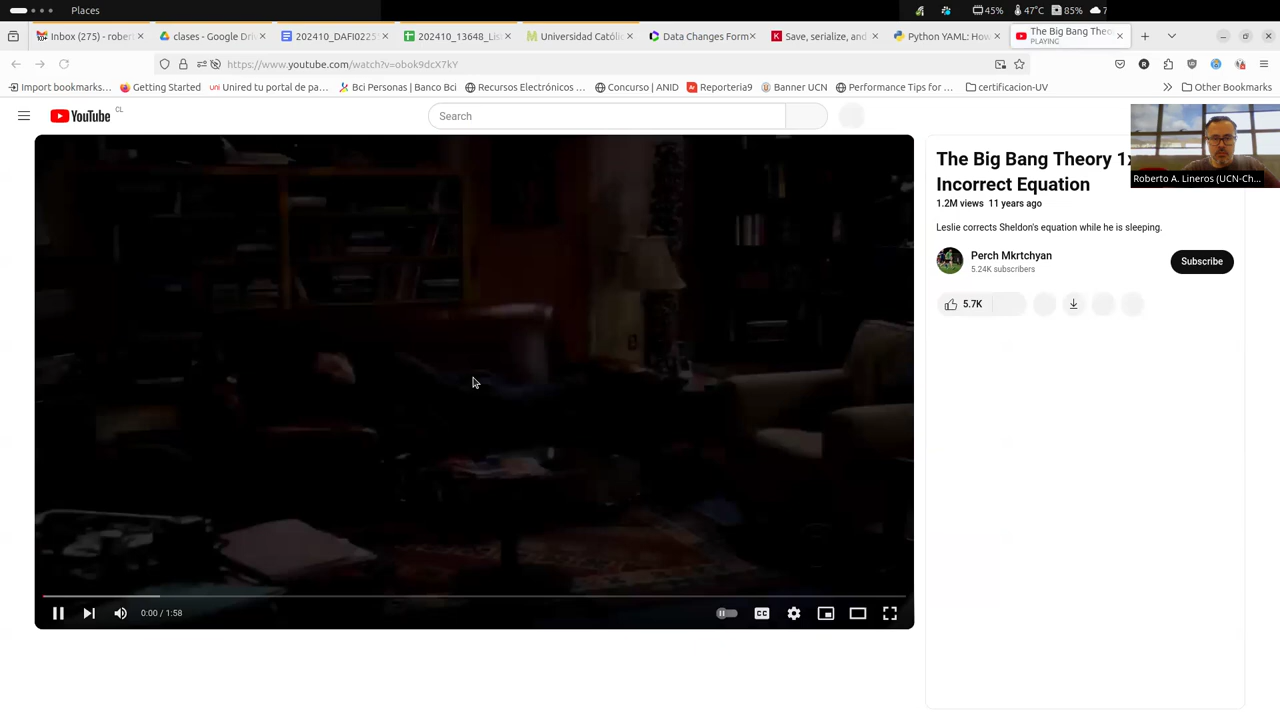 Places
45%
47°C
85%
7
Inbox (275) - rober
clases - Google Dri
202410_DAFI0225
202410_13648_Lis
Universidad Católic
Data Changes Form
Save, serialize, and
Python YAML: How
The Big Bang Theo
PLAYING
https://www.youtube.com/watch?v=obok9dcX7kY
Import bookmarks…
Getting Started
Unired tu portal de pa…
Bci Personas | Banco Bci
Recursos Electrónicos …
Concurso | ANID
Reporteria9
Banner UCN
Performance Tips for …
certificacion-UV
Other Bookmarks
YouTube CL
Search
The Big Bang Theory 1x
Incorrect Equation
1.2M views 11 years ago
Leslie corrects Sheldon's equation while he is sleeping.
Perch Mkrtchyan
5.24K subscribers
Subscribe
5.7K
Roberto A. Lineros (UCN-Ch...
0:00 / 1:58
CC